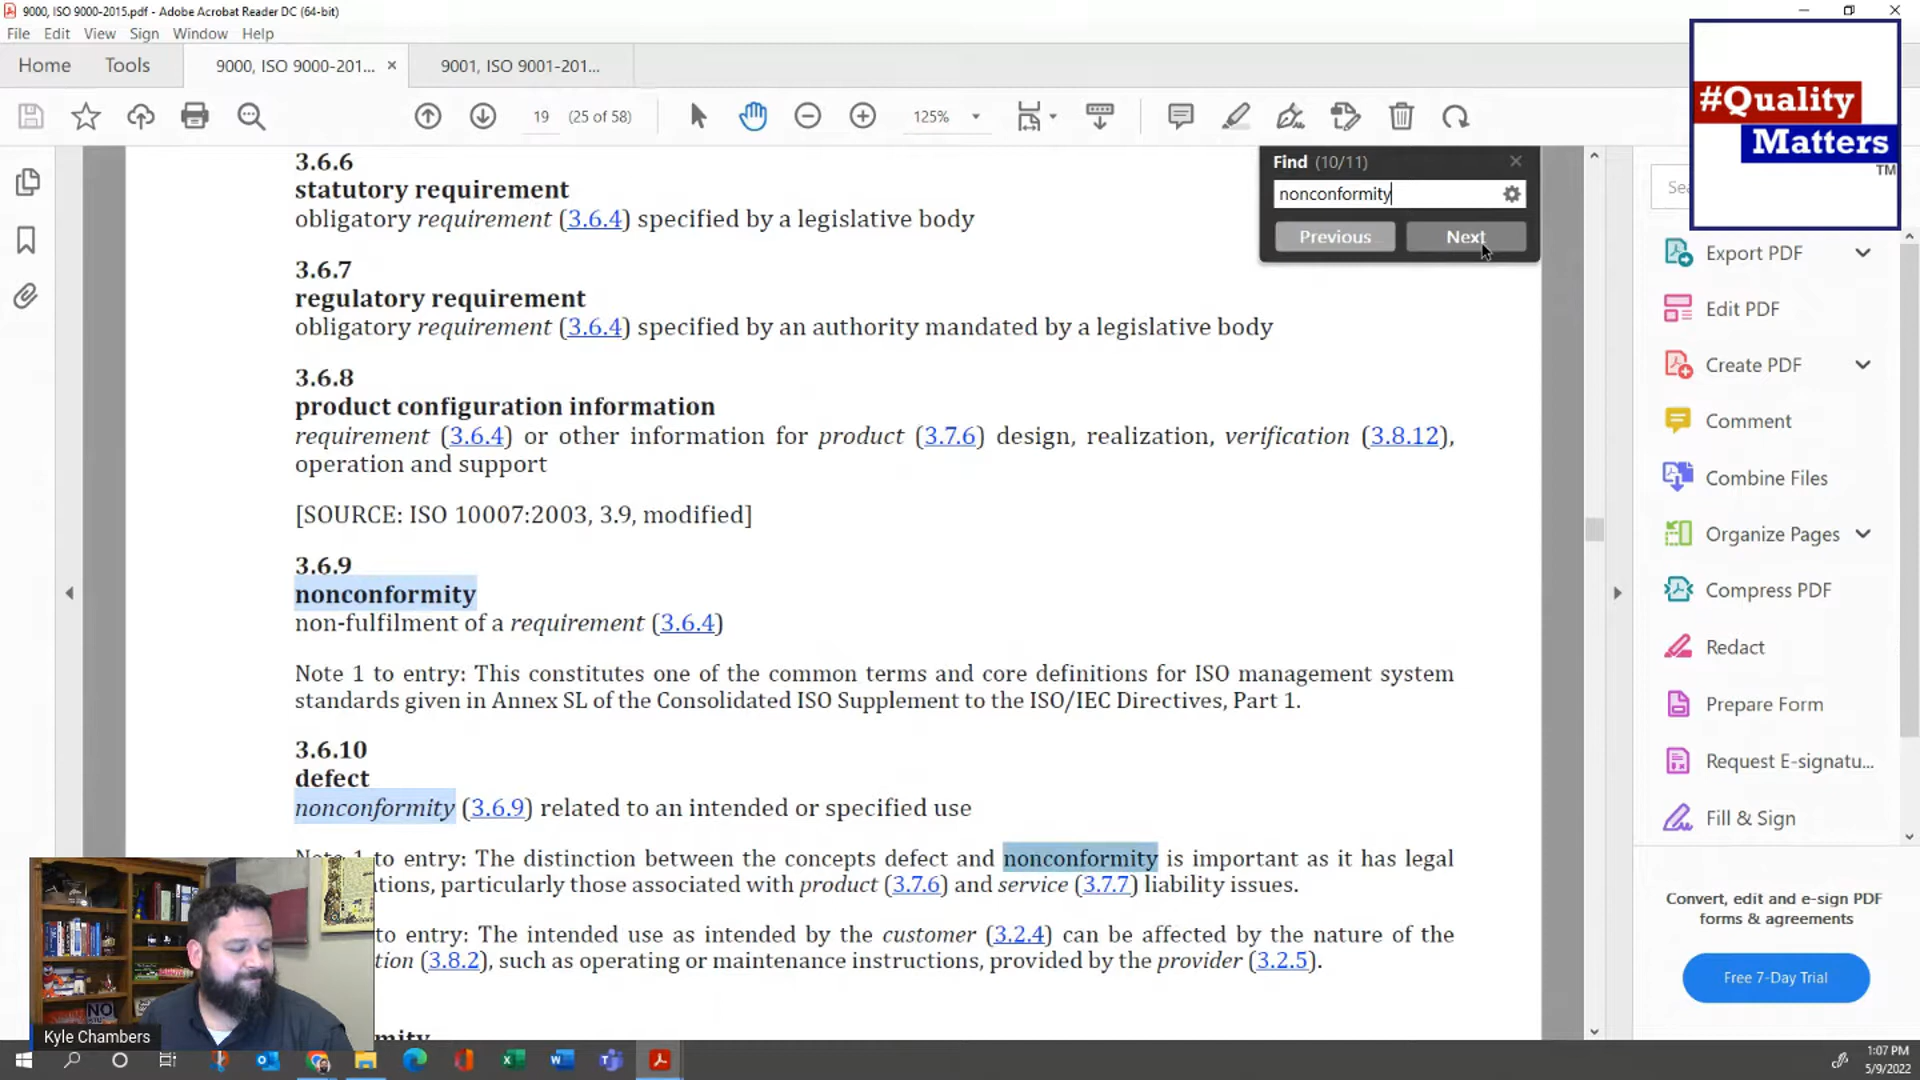 9000, ISO 9000-2015.pdf - Adobe Acrobat Reader DC (64-bit)
File Edit View Sign Window Help
Home Tools 9000, ISO 9000-201... × 9001, ISO 9001-201...
19 (25 of 58) 125%
#Quality
Matters
TM
Find (10/11)
nonconformity
Previous Next
3.6.6
statutory requirement
obligatory requirement (3.6.4) specified by a legislative body
3.6.7
regulatory requirement
obligatory requirement (3.6.4) specified by an authority mandated by a legislative body
3.6.8
product configuration information
requirement (3.6.4) or other information for product (3.7.6) design, realization, verification (3.8.12),
operation and support
[SOURCE: ISO 10007:2003, 3.9, modified]
3.6.9
nonconformity
non-fulfilment of a requirement (3.6.4)
Note 1 to entry: This constitutes one of the common terms and core definitions for ISO management system
standards given in Annex SL of the Consolidated ISO Supplement to the ISO/IEC Directives, Part 1.
3.6.10
defect
nonconformity (3.6.9) related to an intended or specified use
Note 1 to entry: The distinction between the concepts defect and nonconformity is important as it has legal
tions, particularly those associated with product (3.7.6) and service (3.7.7) liability issues.
to entry: The intended use as intended by the customer (3.2.4) can be affected by the nature of the
tion (3.8.2), such as operating or maintenance instructions, provided by the provider (3.2.5).
Sea
Export PDF
Edit PDF
Create PDF
Comment
Combine Files
Organize Pages
Compress PDF
Redact
Prepare Form
Request E-signatu...
Fill & Sign
Convert, edit and e-sign PDF
forms & agreements
Free 7-Day Trial
NO
Kyle Chambers
1:07 PM
5/9/2022